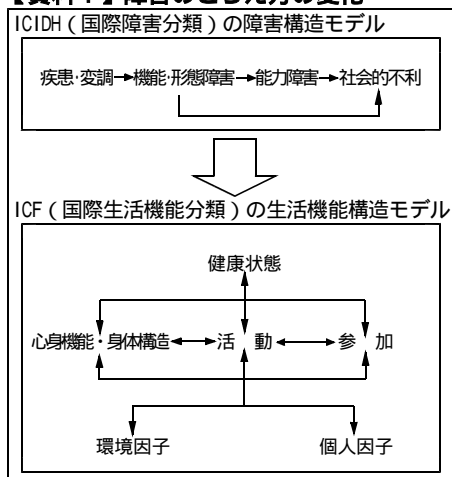 ICIDH（国際障害分類）の障害構造モデル
疾患・変調→機能・形態障害→能力障害→社会的不利
ICF（国際生活機能分類）の生活機能構造モデル
健康状態
心身機能・身体構造 活　動 参　加
環境因子 個人因子